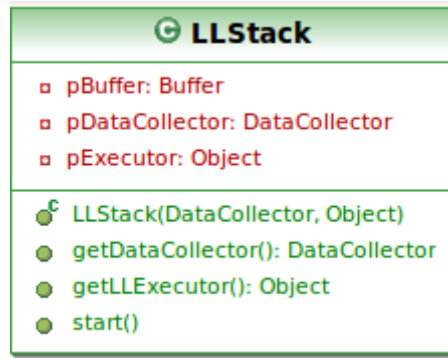 LLStack
pBuffer: Buffer
pDataCollector: DataCollector
pExecutor: Object
LLStack(DataCollector, Object)
getDataCollector(): DataCollector
getLLExecutor(): Object
start()